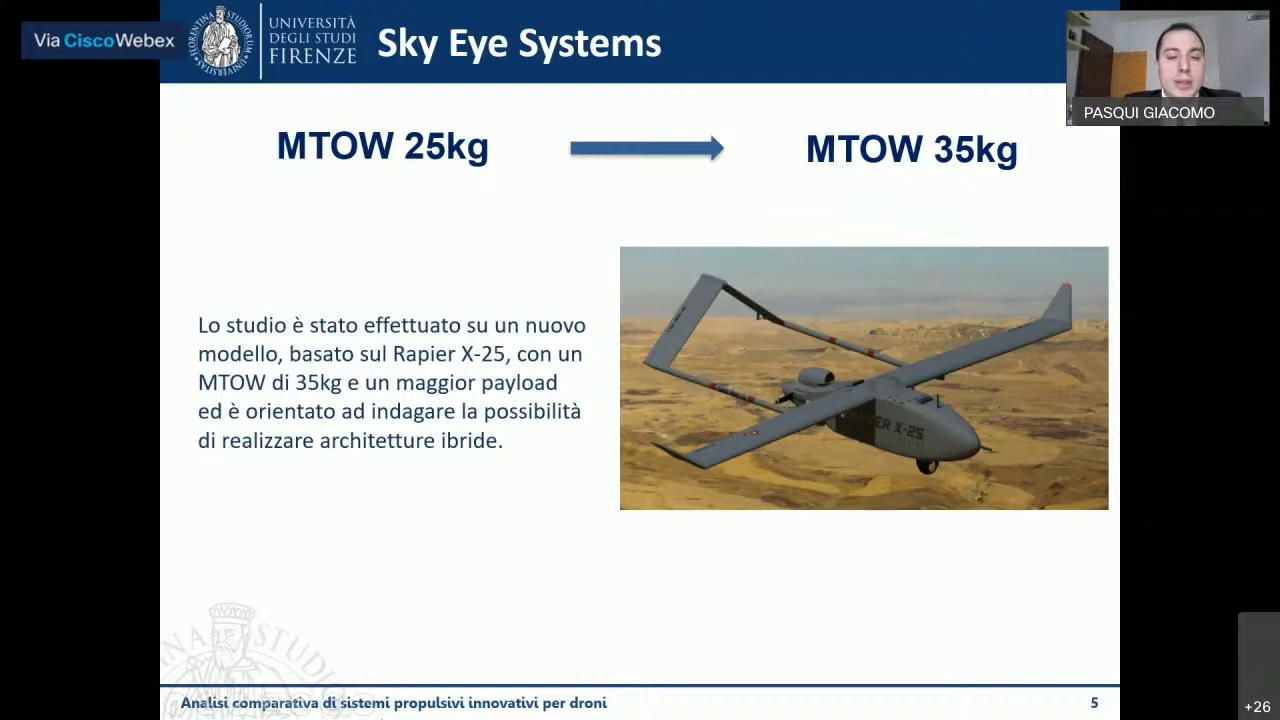 Via CiscoWebex
UNIVERSITÀ
DEGLI STUDI
FIRENZE
Sky Eye Systems
PASQUI GIACOMO
MTOW 25kg
MTOW 35kg
Lo studio è stato effettuato su un nuovo
modello, basato sul Rapier X-25, con un
MTOW di 35kg e un maggior payload
ed è orientato ad indagare la possibilità
di realizzare architetture ibride.
X-25
Analisi comparativa di sistemi propulsivi innovativi per droni
5
+26